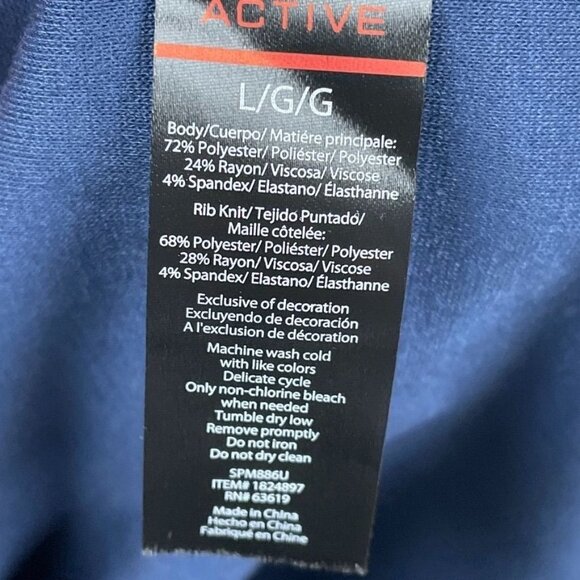 ACTIVE
L/G/G
Body/Cuerpo/ Matiére principale:
72% Polyester/ Poliéster/ Polyester
24% Rayon/ Viscosa/ Viscose
4% Spandex/ Elastano/ Élasthanne
Rib Knit/ Tejido Puntado/
Maille côtelée:
68% Polyester/ Poliéster/ Polyester
28% Rayon/ Viscosa/ Viscose
4% Spandex/ Elastano/ Élasthanne
Exclusive of decoration
Excluyendo de decoración
A l'exclusion de décoration
Machine wash cold
with like colors
Delicate cycle
Only non-chlorine bleach
when needed
Tumble dry low
Remove promptly
Do not iron
Do not dry clean
SPM886U
ITEM# 1824897
RN# 63619
Made in China
Hecho en China
Fabriqué en Chine